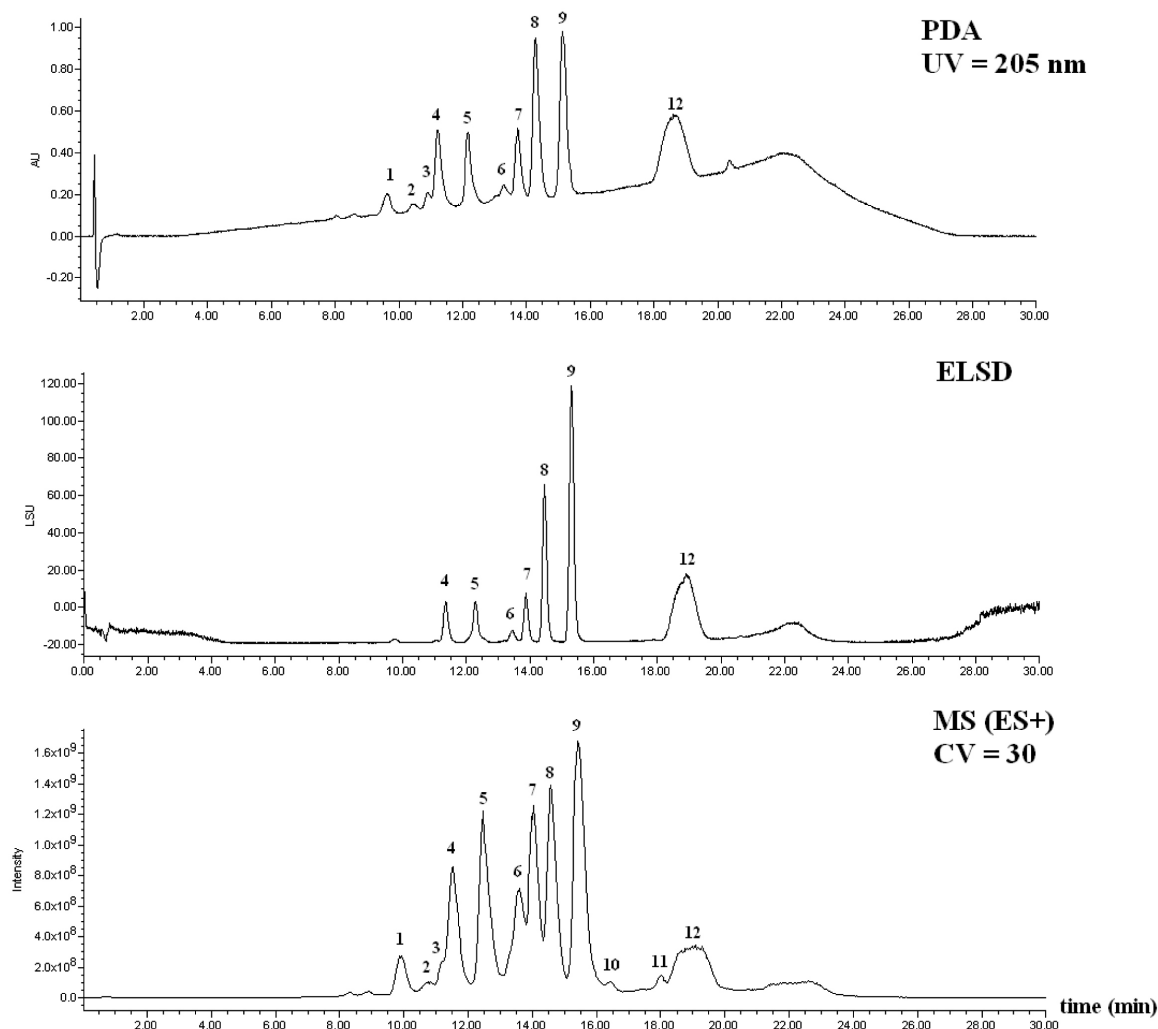 PDA
UV = 205 nm
1.00
0.80
0.60
0.40
0.20
0.00
-0.20
AU
1 2 3 4 5 6 7 8 9 12
2.00 4.00 6.00 8.00 10.00 12.00 14.00 16.00 18.00 20.00 22.00 24.00 26.00 28.00 30.00
ELSD
120.00
100.00
80.00
60.00
40.00
20.00
0.00
-20.00
LSU
4 5 6 7 8 9 12
0.00 2.00 4.00 6.00 8.00 10.00 12.00 14.00 16.00 18.00 20.00 22.00 24.00 26.00 28.00 30.00
MS (ES+)
CV = 30
1.6x10⁹
1.4x10⁹
1.2x10⁹
1.0x10⁹
8.0x10⁸
6.0x10⁸
4.0x10⁸
2.0x10⁸
0.0
Intensity
1 2 3 4 5 6 7 8 9 10 11 12
2.00 4.00 6.00 8.00 10.00 12.00 14.00 16.00 18.00 20.00 22.00 24.00 26.00 28.00 30.00
time (min)